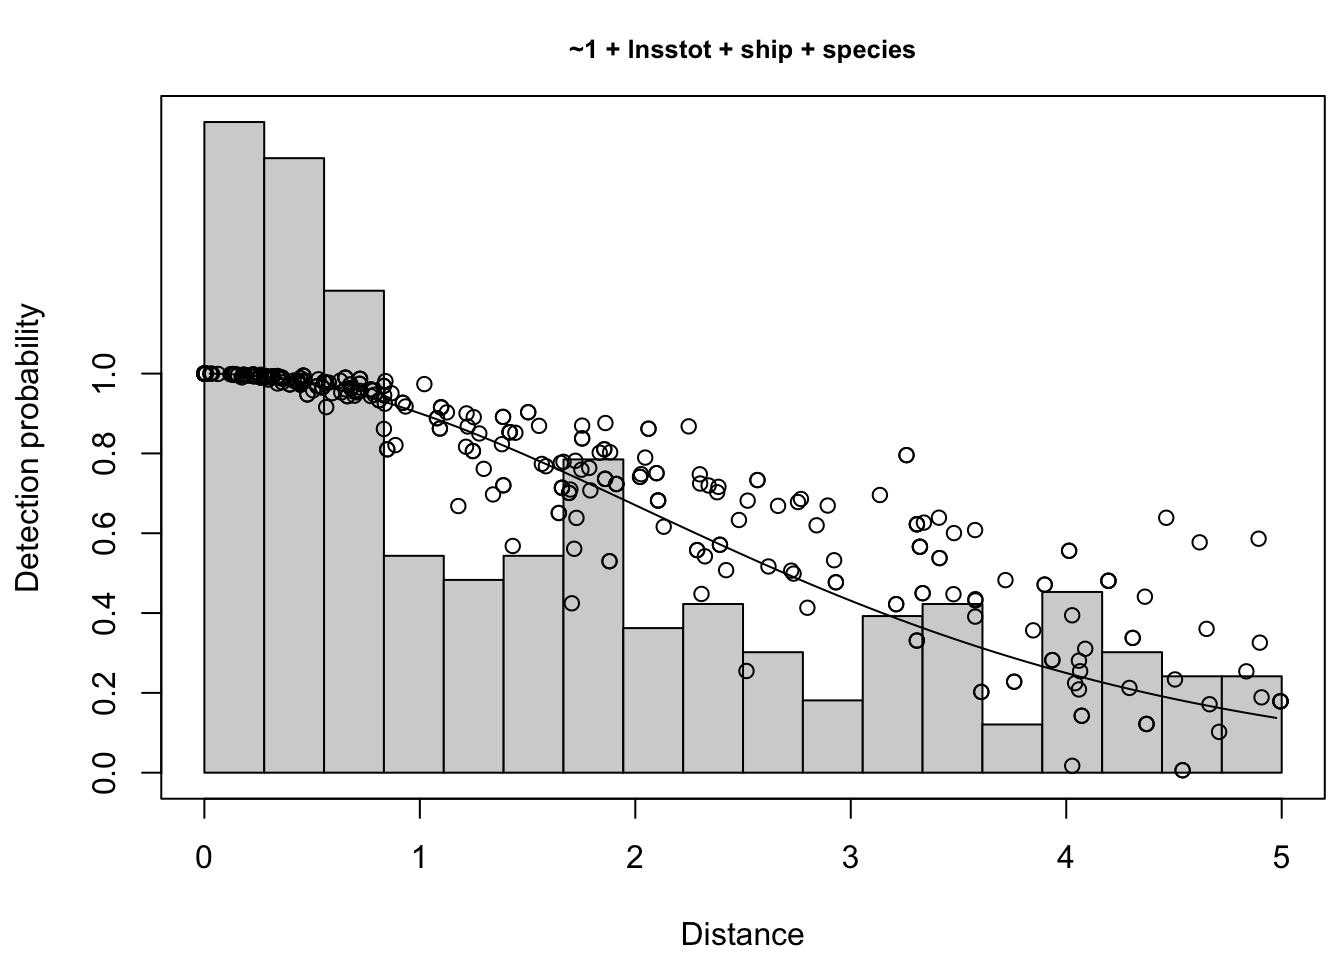 ~1 + lnsstot + ship + species
Detection probability
1.0
0.8
0.6
0.4
0.2
0.0
0 1 2 3 4 5
Distance